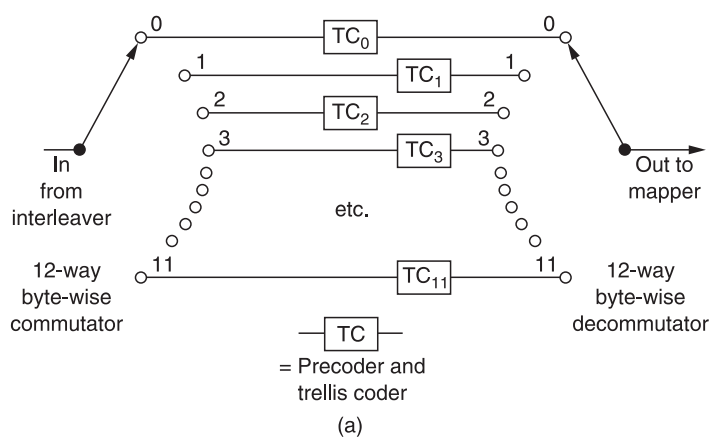 0 TC0 0
1 TC1 1
2 TC2 2
3 TC3 3
In
from
interleaver
Out to
mapper
etc.
11 TC11 11
12-way
byte-wise
commutator
12-way
byte-wise
decommutator
TC
= Precoder and
trellis coder
(a)